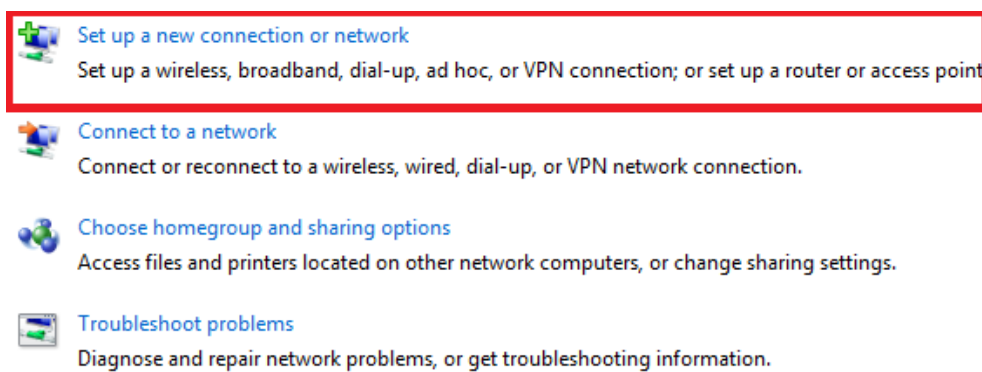 Set up a new connection or network
Set up a wireless, broadband, dial-up, ad hoc, or VPN connection; or set up a router or access point
Connect to a network
Connect or reconnect to a wireless, wired, dial-up, or VPN network connection.
Choose homegroup and sharing options
Access files and printers located on other network computers, or change sharing settings.
Troubleshoot problems
Diagnose and repair network problems, or get troubleshooting information.